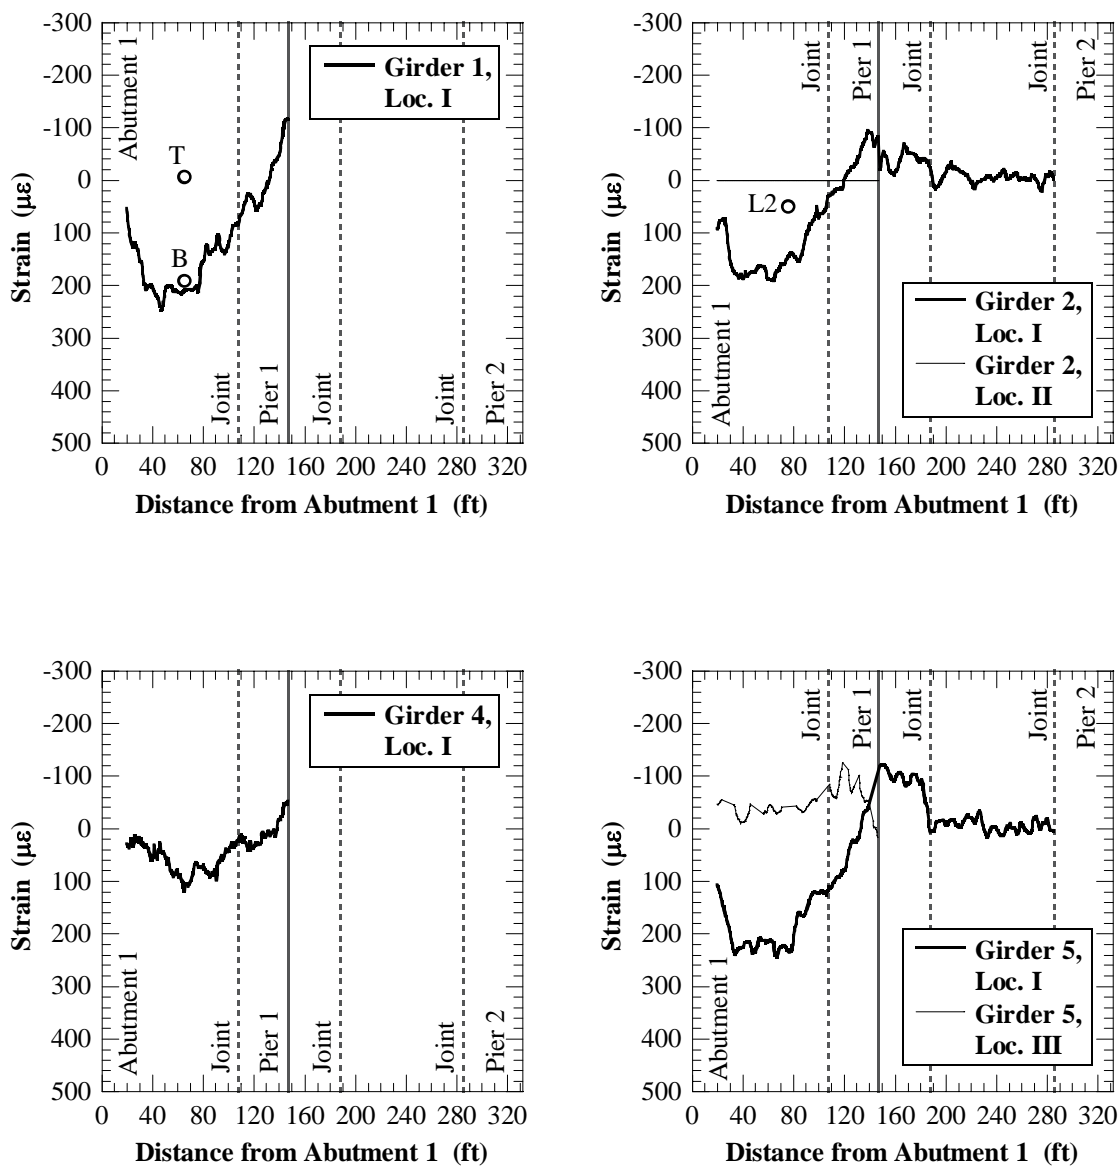 -300
-200
-100
0
100
200
300
400
500
Strain (με)
Abutment 1
T
B
Girder 1,
Loc. I
Joint
Pier 1
Joint
Joint
Pier 2
0 40 80 120 160 200 240 280 320
Distance from Abutment 1 (ft)
-300
-200
-100
0
100
200
300
400
500
Strain (με)
Joint
Pier 1
Joint
Joint
Pier 2
L2
Abutment 1
Girder 2,
Loc. I
Girder 2,
Loc. II
0 40 80 120 160 200 240 280 320
Distance from Abutment 1 (ft)
-300
-200
-100
0
100
200
300
400
500
Strain (με)
Girder 4,
Loc. I
Abutment 1
Joint
Pier 1
Joint
Joint
Pier 2
0 40 80 120 160 200 240 280 320
Distance from Abutment 1 (ft)
-300
-200
-100
0
100
200
300
400
500
Strain (με)
Joint
Pier 1
Joint
Joint
Pier 2
Abutment 1
Girder 5,
Loc. I
Girder 5,
Loc. III
0 40 80 120 160 200 240 280 320
Distance from Abutment 1 (ft)